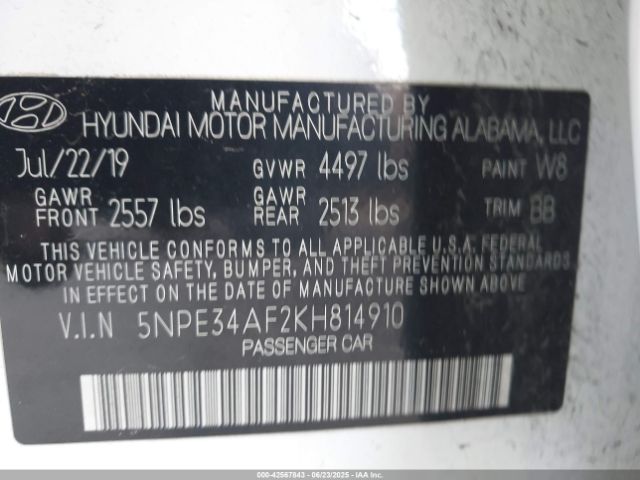 MANUFACTURED BY
HYUNDAI MOTOR MANUFACTURING ALABAMA, LLC
Jul/22/19 GVWR 4497 lbs PAINT W8
GAWR FRONT 2557 lbs GAWR REAR 2513 lbs TRIM BB
THIS VEHICLE CONFORMS TO ALL APPLICABLE U.S.A. FEDERAL
MOTOR VEHICLE SAFETY, BUMPER, AND THEFT PREVENTION STANDARDS
IN EFFECT ON THE DATE OF MANUFACTURE SHOWN ABOVE.
V.I.N 5NPE34AF2KH814910
PASSENGER CAR
000-42567843 - 06/23/2025 - IAA Inc.